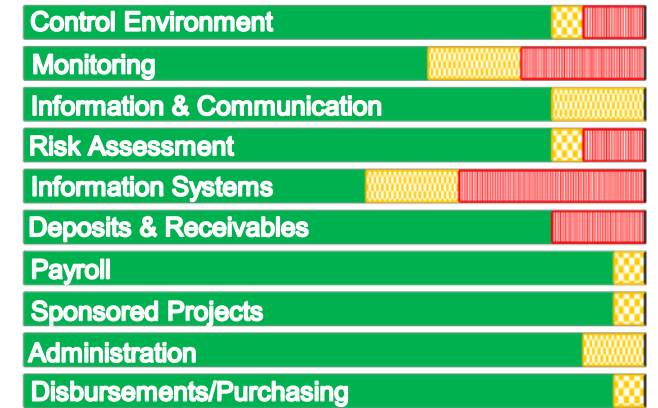 Control Environment
Monitoring
Information & Communication
Risk Assessment
Information Systems
Deposits & Receivables
Payroll
Sponsored Projects
Administration
Disbursements/Purchasing